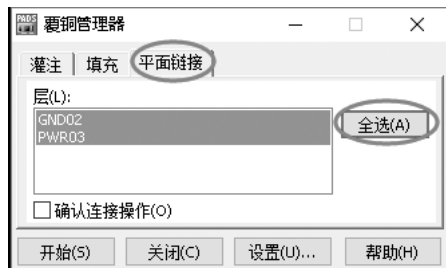 PADS 覆铜管理器
灌注 填充 平面链接
层(L):
GND02
PWR03
全选(A)
确认连接操作(O)
开始(S) 关闭(C) 设置(U)... 帮助(H)